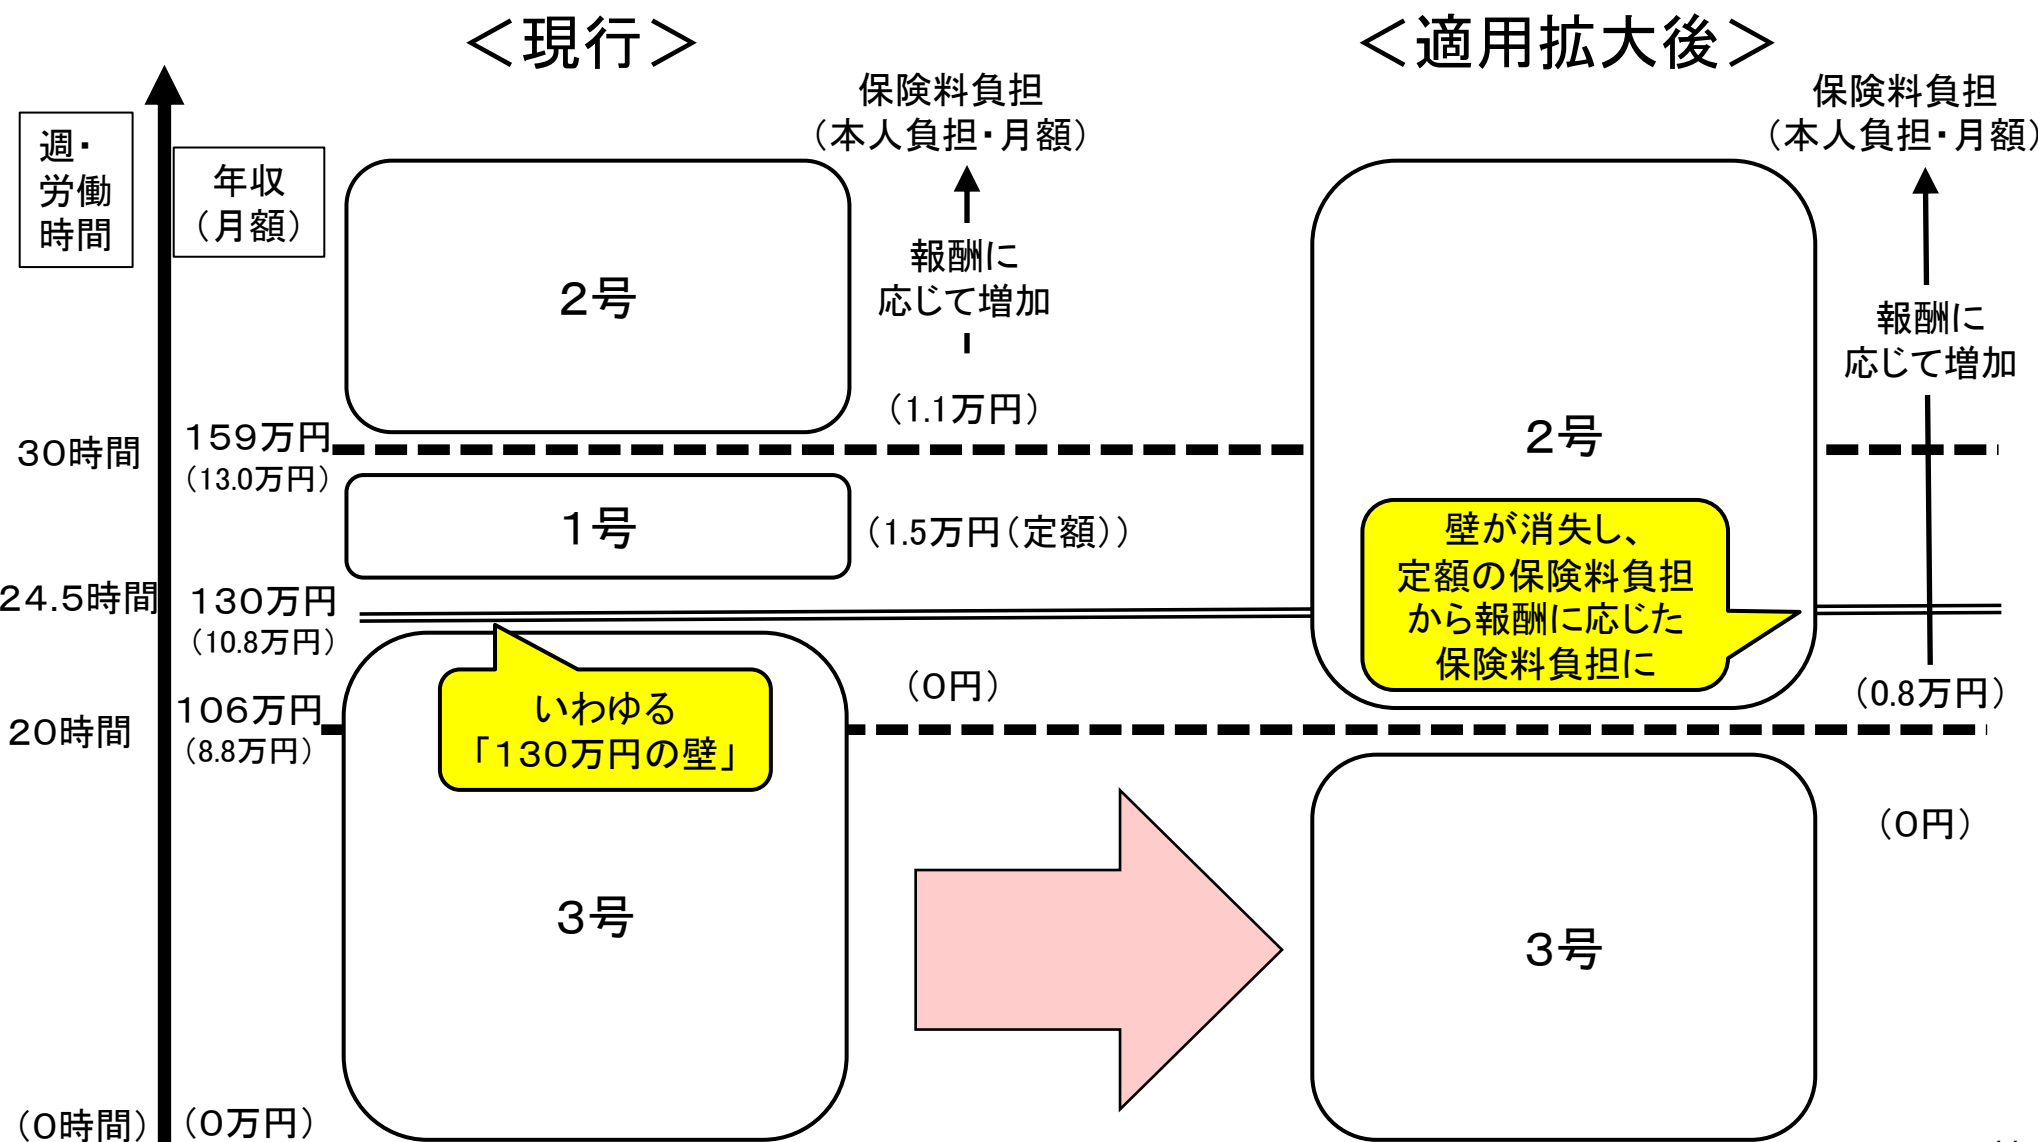 ＜現行＞
＜適用拡大後＞
週・
労働
時間
年収
（月額）
保険料負担
（本人負担・月額）
報酬に
応じて増加
保険料負担
（本人負担・月額）
報酬に
応じて増加
２号
２号
（1.1万円）
３０時間
１５９万円
（13.0万円）
１号
（1.5万円（定額））
壁が消失し、
定額の保険料負担
から報酬に応じた
保険料負担に
２４．５時間
１３０万円
（10.8万円）
いわゆる
「１３０万円の壁」
（０円）
（0.8万円）
２０時間
１０６万円
（8.8万円）
（０円）
３号
３号
（０時間）
（０万円）